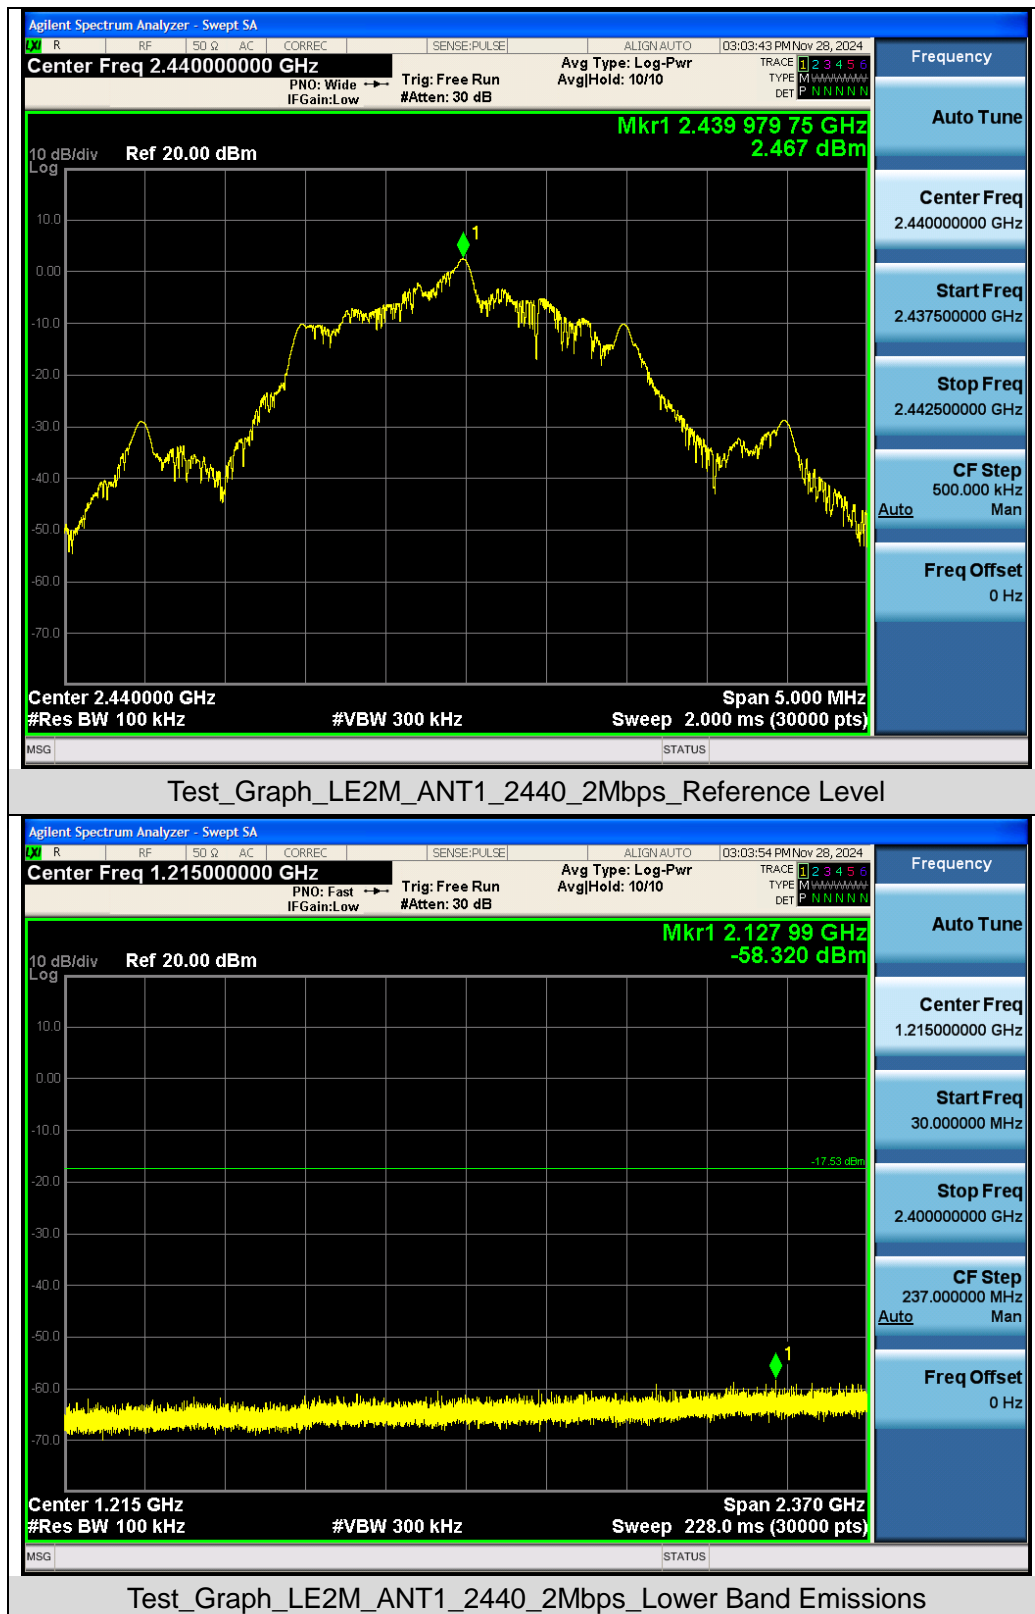 Agilent Spectrum Analyzer - Swept SA
LXI R RF 50 Ω AC CORREC SENSE:PULSE ALIGN AUTO 03:03:43 PM Nov 28, 2024
Center Freq 2.440000000 GHz
PNO: Wide
IFGain:Low
Trig: Free Run
#Atten: 30 dB
Avg Type: Log-Pwr
Avg|Hold: 10/10
TRACE 1 2 3 4 5 6
TYPE M WWWWW
DET P N N N N N
Mkr1 2.439 979 75 GHz
2.467 dBm
10 dB/div Ref 20.00 dBm
Log
10.0
0.00
-10.0
-20.0
-30.0
-40.0
-50.0
-60.0
-70.0
1
Center 2.440000 GHz Span 5.000 MHz
#Res BW 100 kHz #VBW 300 kHz Sweep 2.000 ms (30000 pts)
MSG STATUS
Frequency
Auto Tune
Center Freq
2.440000000 GHz
Start Freq
2.437500000 GHz
Stop Freq
2.442500000 GHz
CF Step
500.000 kHz
Auto Man
Freq Offset
0 Hz
Test_Graph_LE2M_ANT1_2440_2Mbps_Reference Level
Agilent Spectrum Analyzer - Swept SA
LXI R RF 50 Ω AC CORREC SENSE:PULSE ALIGN AUTO 03:03:54 PM Nov 28, 2024
Center Freq 1.215000000 GHz
PNO: Fast
IFGain:Low
Trig: Free Run
#Atten: 30 dB
Avg Type: Log-Pwr
Avg|Hold: 10/10
TRACE 1 2 3 4 5 6
TYPE M WWWWW
DET P N N N N N
Mkr1 2.127 99 GHz
-58.320 dBm
10 dB/div Ref 20.00 dBm
Log
10.0
0.00
-10.0
-20.0
-30.0
-40.0
-50.0
-60.0
-70.0
-17.53 dBm
1
Center 1.215 GHz Span 2.370 GHz
#Res BW 100 kHz #VBW 300 kHz Sweep 228.0 ms (30000 pts)
MSG STATUS
Frequency
Auto Tune
Center Freq
1.215000000 GHz
Start Freq
30.000000 MHz
Stop Freq
2.400000000 GHz
CF Step
237.000000 MHz
Auto Man
Freq Offset
0 Hz
Test_Graph_LE2M_ANT1_2440_2Mbps_Lower Band Emissions